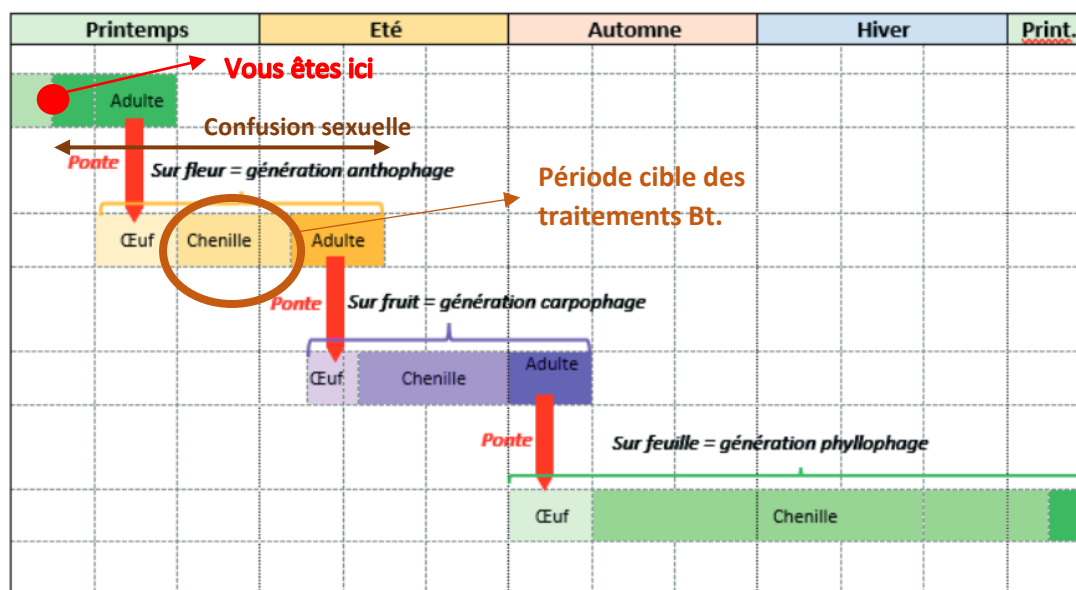 Printemps Eté Automne Hiver Print.
Vous êtes ici
Adulte
Confusion sexuelle
Ponte
Sur fleur = génération anthophage
Période cible des
traitements Bt.
Œuf Chenille Adulte
Ponte
Sur fruit = génération carpophage
Œuf Chenille Adulte
Ponte
Sur feuille = génération phyllophage
Œuf Chenille